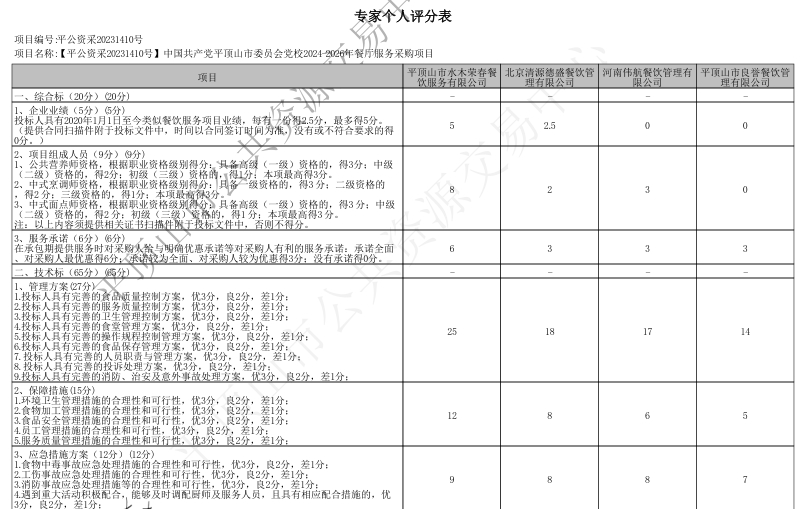 专家个人评分表
项目编号:平公资采20231410号
项目名称:【平公资采20231410号】中国共产党平顶山市委员会党校2024-2026年餐厅服务采购项目
项目 平顶山市水木荣春餐饮服务有限公司 北京清源德盛餐饮管理有限公司 河南伟航餐饮管理有限公司 平顶山市良誉餐饮管理有限公司
一、综合标（20分）(20分) – – – –
1、企业业绩（5分）(5分)
投标人具有2020年1月1日至今类似餐饮服务项目业绩，每有一份得2.5分，最多得5分。
（提供合同扫描件附于投标文件中，时间以合同签订时间为准，没有或不符合要求的得
0分。） 5 2.5 0 0
2、项目组成人员（9分）(9分)
1、公共营养师资格，根据职业资格级别得分；具备高级（一级）资格的，得3分；中级
（二级）资格的，得2分；初级（三级）资格的，得1分；本项最高得3分。
2、中式烹调师资格，根据职业资格级别得分；具备一级资格的，得3 分；二级资格的
，得2 分；三级资格的，得1分；本项最高得3分。
3、中式面点师资格，根据职业资格级别得分；具备高级（一级）资格的，得3 分；中级
（二级）资格的，得2 分；初级（三级）资格的，得1 分；本项最高得3 分。
注：以上内容须提供相关证书扫描件附于投标文件中，否则不得分。 8 2 3 0
3、服务承诺（6分）(6分)
在承包期提供服务时对采购人给与明确优惠承诺等对采购人有利的服务承诺：承诺全面
、对采购人最优惠得6分；承诺较为全面、对采购人较为优惠得3分；没有承诺得0分。 6 3 3 3
二、技术标（65分）(65分) – – – –
1、管理方案(27分)
1.投标人具有完善的食品质量控制方案，优3分，良2分，差1分；
2.投标人具有完善的服务质量控制方案，优3分，良2分，差1分；
3.投标人具有完善的卫生管理控制方案，优3分，良2分，差1分；
4.投标人具有完善的食堂管理方案，优3分，良2分，差1分；
5.投标人具有完善的操作规程控制管理方案，优3分，良2分，差1分；
6.投标人具有完善的食品保存管理方案，优3分，良2分，差1分；
7.投标人具有完善的人员职责与管理方案，优3分，良2分，差1分；
8.投标人具有完善的投诉处理方案，优3分，良2分，差1分；
9.投标人具有完善的消防、治安及意外事故处理方案，优3分，良2分，差1分； 25 18 17 14
2、保障措施(15分)
1.环境卫生管理措施的合理性和可行性，优3分，良2分，差1分；
2.食物加工管理措施的合理性和可行性，优3分，良2分，差1分；
3.食品安全管理措施的合理性和可行性，优3分，良2分，差1分；
4.员工管理措施的合理性和可行性，优3分，良2分，差1分；
5.服务质量管理措施的合理性和可行性，优3分，良2分，差1分； 12 8 6 5
3、应急措施方案（12分）(12分)
1.食物中毒事故应急处理措施的合理性和可行性，优3分，良2分，差1分；
2.工伤事故应急处理措施的合理性和可行性，优3分，良2分，差1分；
3.消防事故应急处理措施等的合理性和可行性，优3分，良2分，差1分；
4.遇到重大活动积极配合，能够及时调配厨师及服务人员，且具有相应配合措施的，优
3分，良2分，差1分； 9 8 8 7
平顶山市公共资源交易中心
平顶山市公共资源交易中心